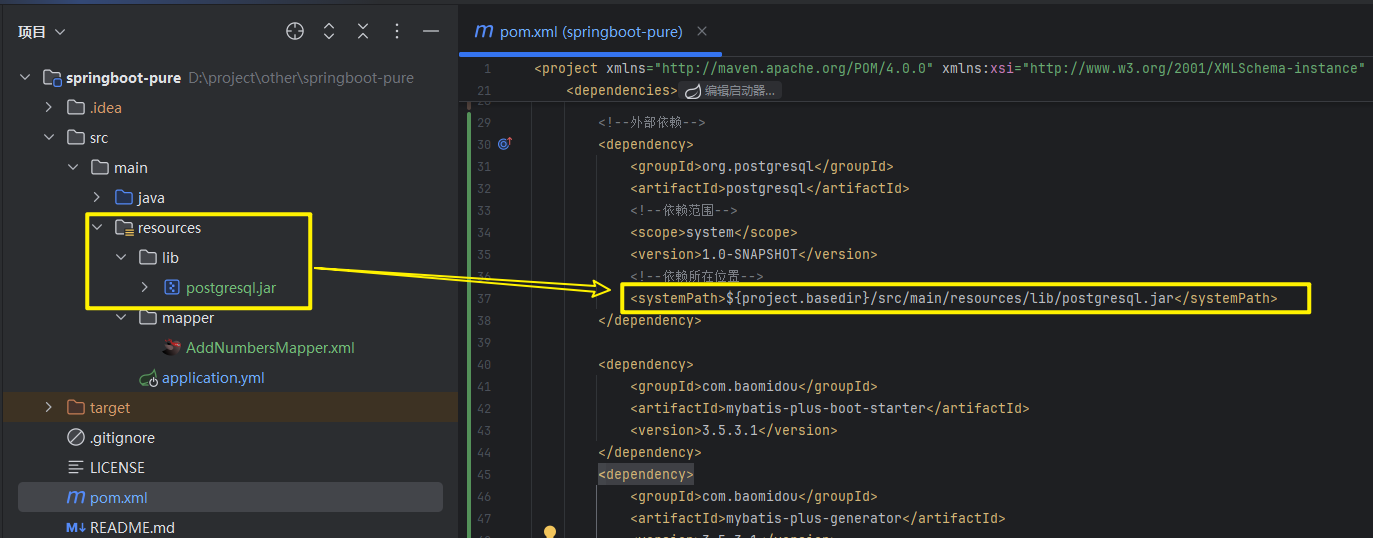 项目
springboot-pure D:\project\other\springboot-pure
.idea
src
main
java
resources
lib
postgresql.jar
mapper
AddNumbersMapper.xml
application.yml
target
.gitignore
LICENSE
m pom.xml
M↓ README.md
m pom.xml (springboot-pure)
1 <project xmlns="http://maven.apache.org/POM/4.0.0" xmlns:xsi="http://www.w3.org/2001/XMLSchema-instance"
21 <dependencies> 编辑启动器...
29 <!--外部依赖-->
30 <dependency>
31 <groupId>org.postgresql</groupId>
32 <artifactId>postgresql</artifactId>
33 <!--依赖范围-->
34 <scope>system</scope>
35 <version>1.0-SNAPSHOT</version>
36 <!--依赖所在位置-->
37 <systemPath>${project.basedir}/src/main/resources/lib/postgresql.jar</systemPath>
38 </dependency>
39
40 <dependency>
41 <groupId>com.baomidou</groupId>
42 <artifactId>mybatis-plus-boot-starter</artifactId>
43 <version>3.5.3.1</version>
44 </dependency>
45 <dependency>
46 <groupId>com.baomidou</groupId>
47 <artifactId>mybatis-plus-generator</artifactId>
<version>3.5.3.1</version>